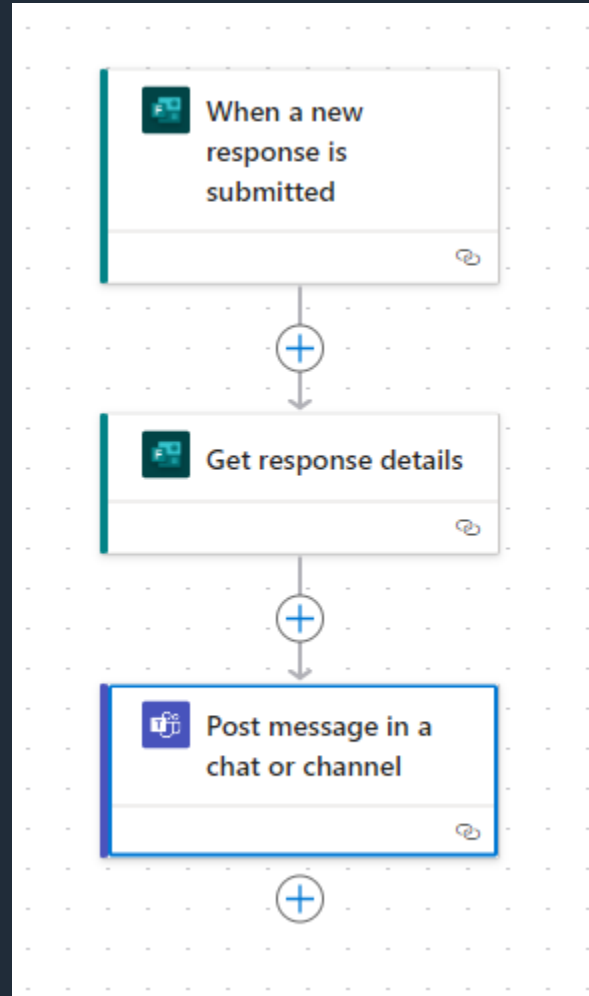 When a new
response is
submitted
Get response details
Post message in a
chat or channel